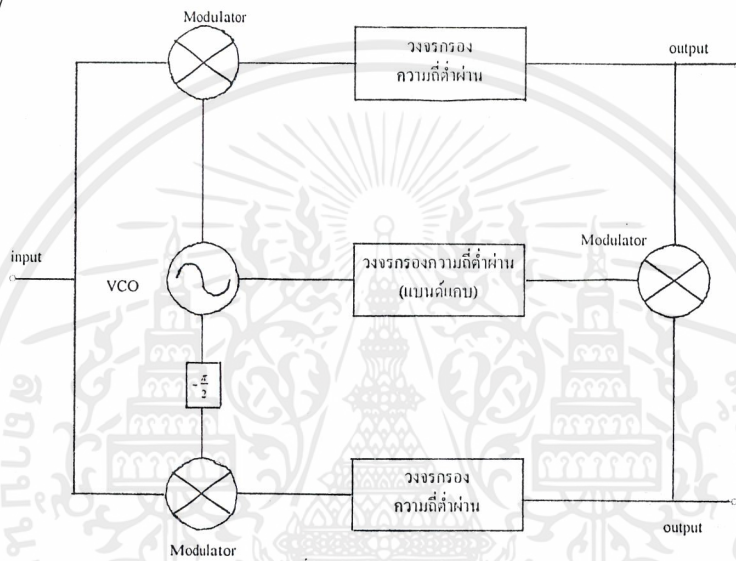 Modulator
วงจรกรอง
ความถี่ต่ำผ่าน
output
input
VCO
วงจรกรองความถี่ต่ำผ่าน
(แบนด์แคบ)
Modulator
-π/2
วงจรกรอง
ความถี่ต่ำผ่าน
output
Modulator